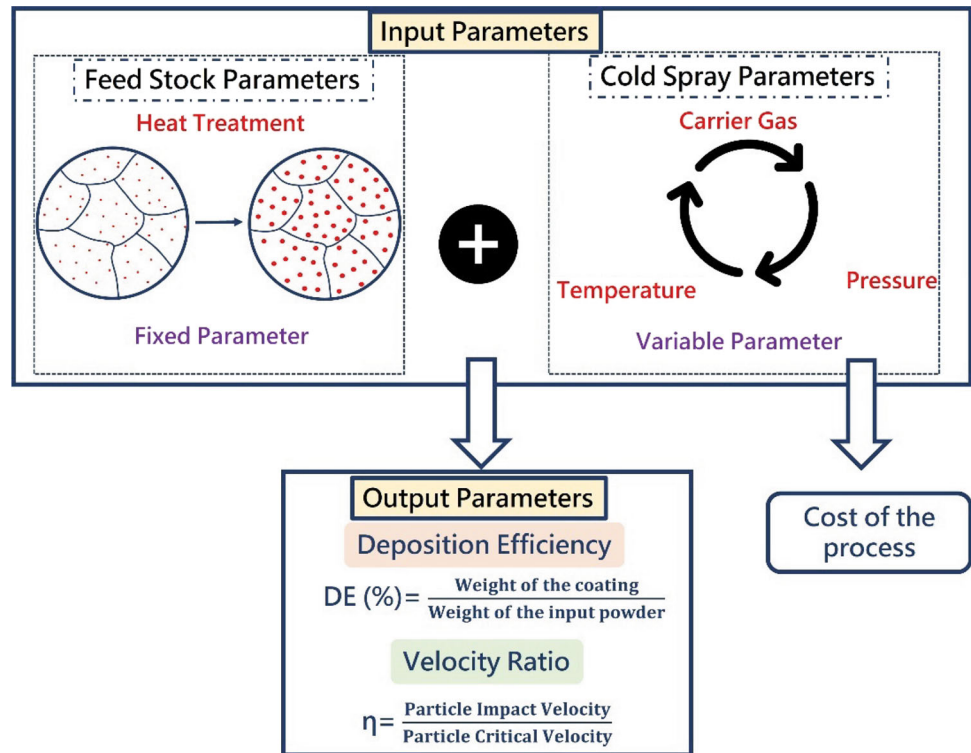 Input Parameters
Feed Stock Parameters
Heat Treatment
Fixed Parameter
Cold Spray Parameters
Carrier Gas
Temperature
Pressure
Variable Parameter
Output Parameters
Deposition Efficiency
DE (%)= Weight of the coating
Weight of the input powder
Velocity Ratio
η= Particle Impact Velocity
Particle Critical Velocity
Cost of the
process